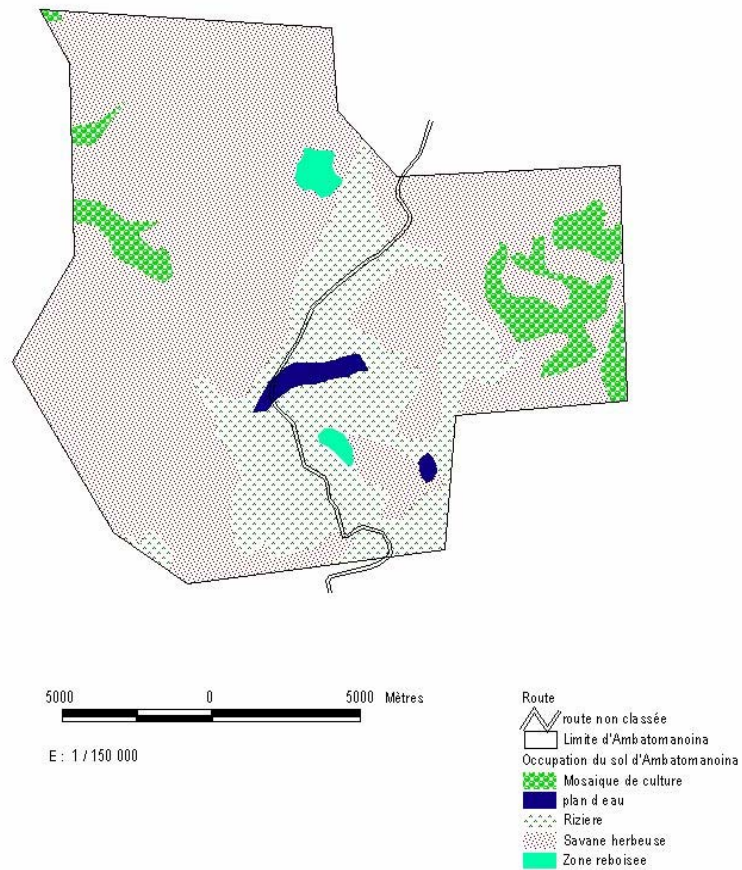 5000 0 5000 Mètres
E : 1 / 150 000
Route
route non classée
Limite d'Ambatomanoina
Occupation du sol d'Ambatomanoina
Mosaique de culture
plan d eau
Riziere
Savane herbeuse
Zone reboisee